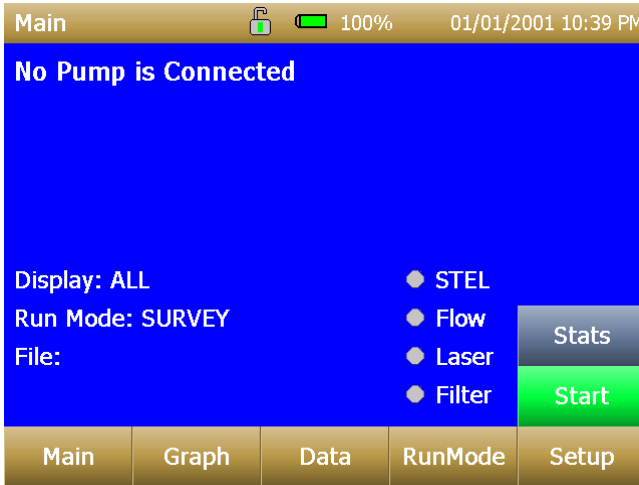 Main 100% 01/01/2001 10:39 PM
No Pump is Connected
Display: ALL
STEL
Run Mode: SURVEY
Flow
File:
Laser
Filter
Stats
Start
Main Graph Data RunMode Setup